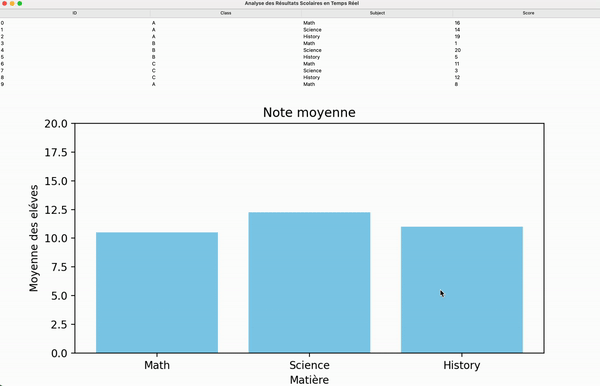 Analyse des Résultats Scolaires en Temps Réel
ID Class Subject Score
0 A Math 16
1 A Science 14
2 A History 19
3 B Math 1
4 B Science 20
5 B History 5
6 C Math 11
7 C Science 3
8 C History 12
9 A Math 8
Note moyenne
20.0
17.5
15.0
12.5
10.0
7.5
5.0
2.5
0.0
Moyenne des eléves
Math Science History
Matière